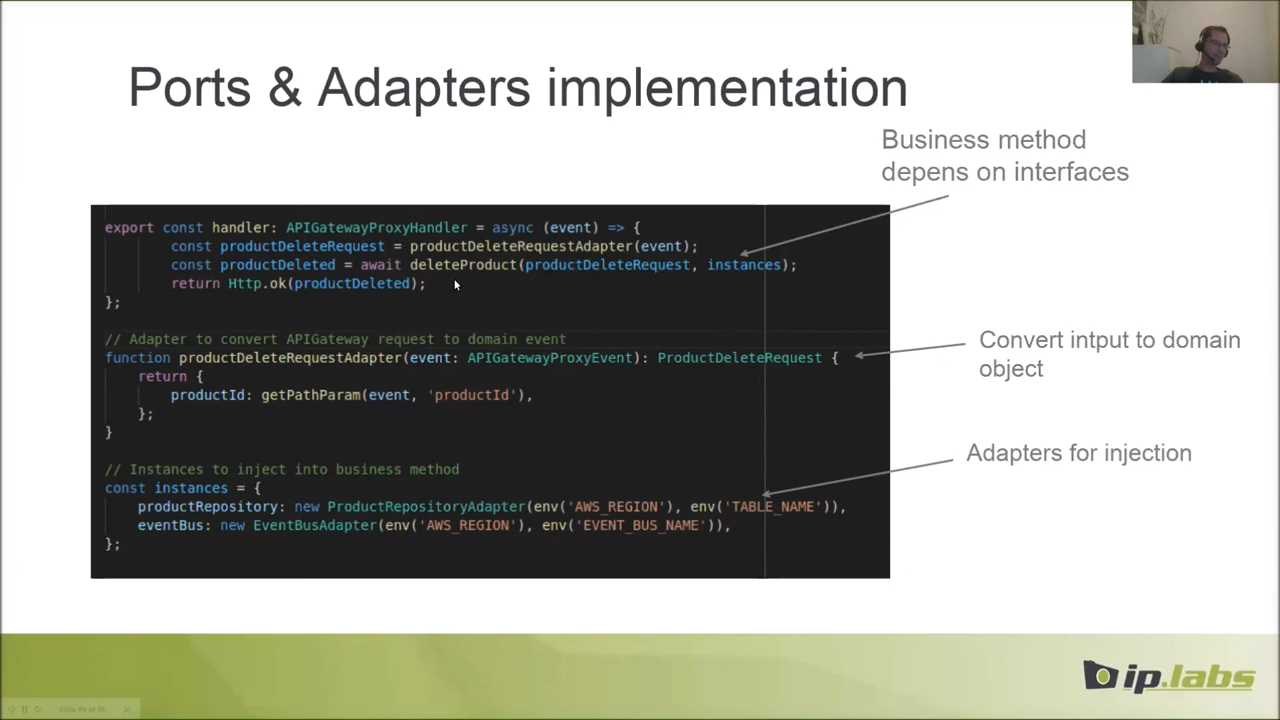 Ports & Adapters implementation
Business method
depens on interfaces
export const handler: APIGatewayProxyHandler = async (event) => {
const productDeleteRequest = productDeleteRequestAdapter(event);
const productDeleted = await deleteProduct(productDeleteRequest, instances);
return Http.ok(productDeleted);
};
// Adapter to convert APIGateway request to domain event
function productDeleteRequestAdapter(event: APIGatewayProxyEvent): ProductDeleteRequest {
return {
productId: getPathParam(event, 'productId'),
};
}
Convert intput to domain
object
Adapters for injection
// Instances to inject into business method
const instances = {
productRepository: new ProductRepositoryAdapter(env('AWS_REGION'), env('TABLE_NAME')),
eventBus: new EventBusAdapter(env('AWS_REGION'), env('EVENT_BUS_NAME')),
};
ip.labs